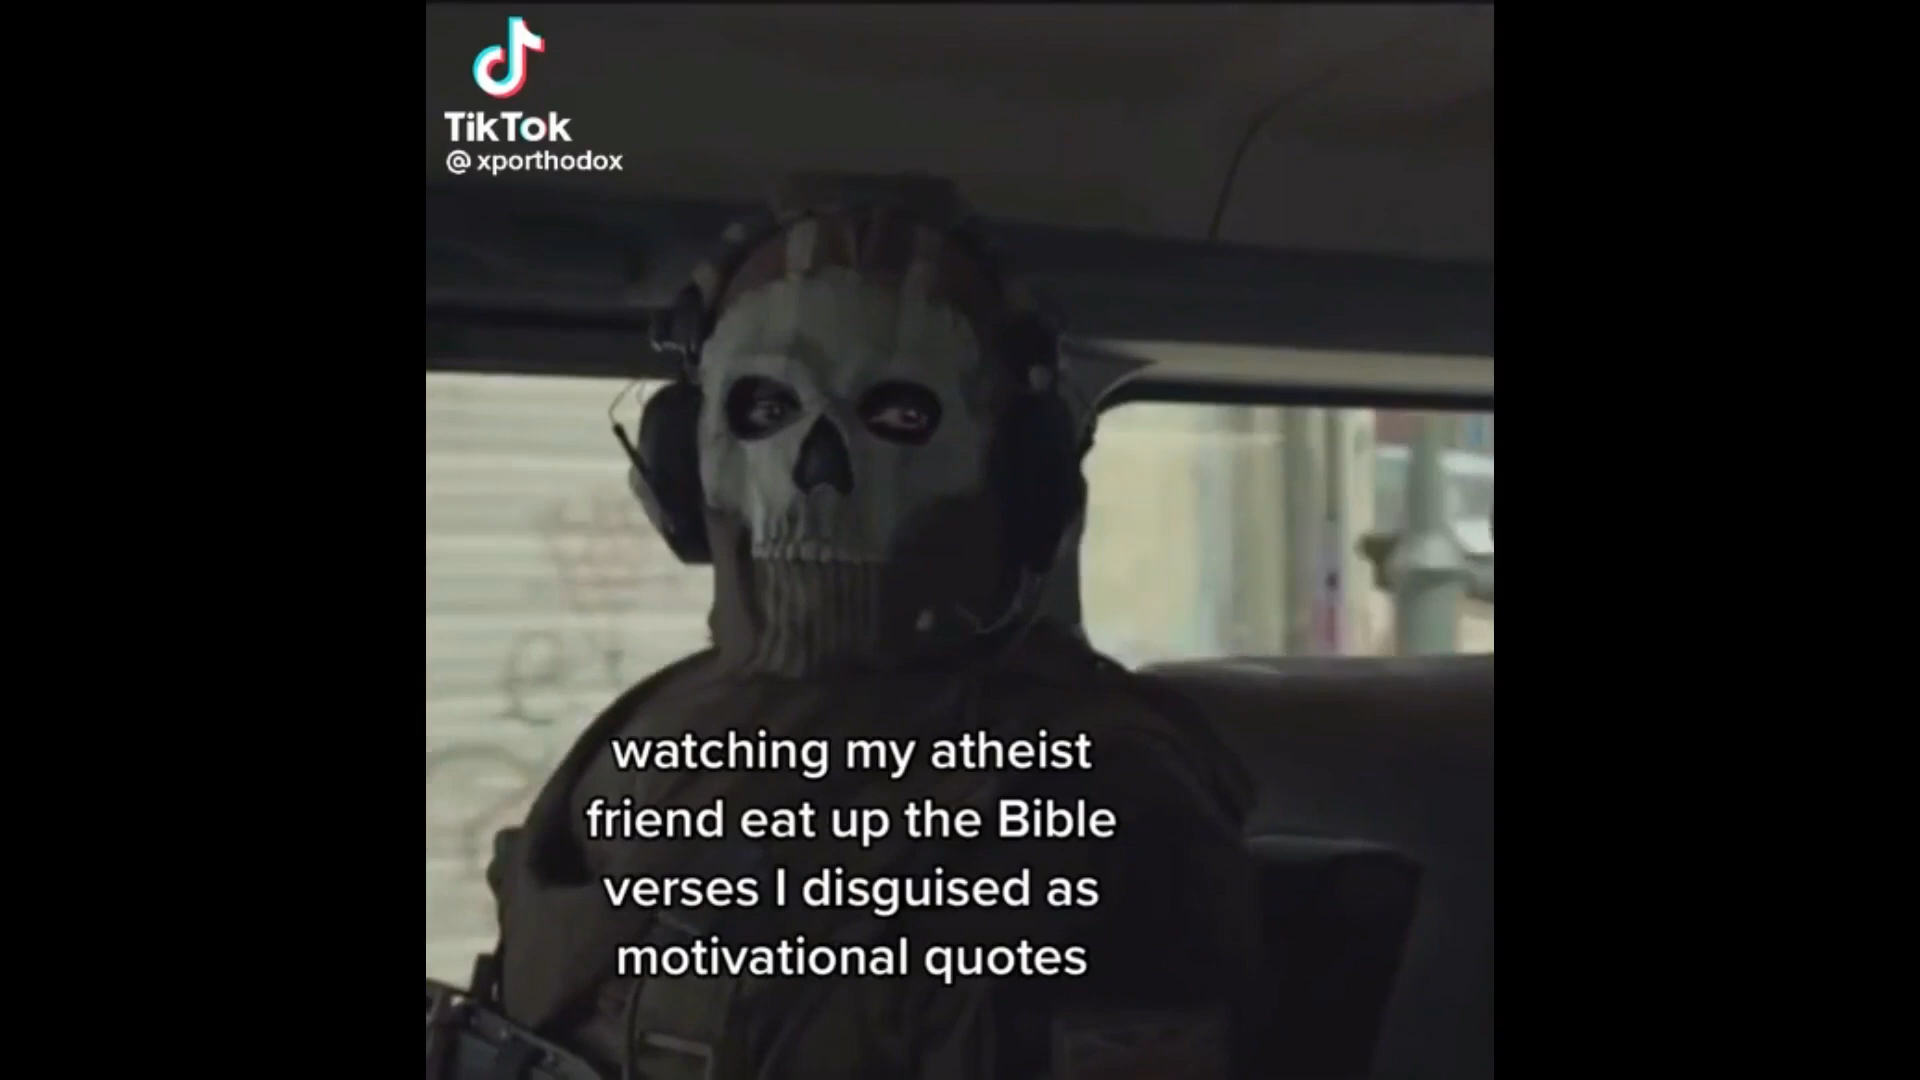 TikTok
@xporthodox
watching my atheist
friend eat up the Bible
verses I disguised as
motivational quotes